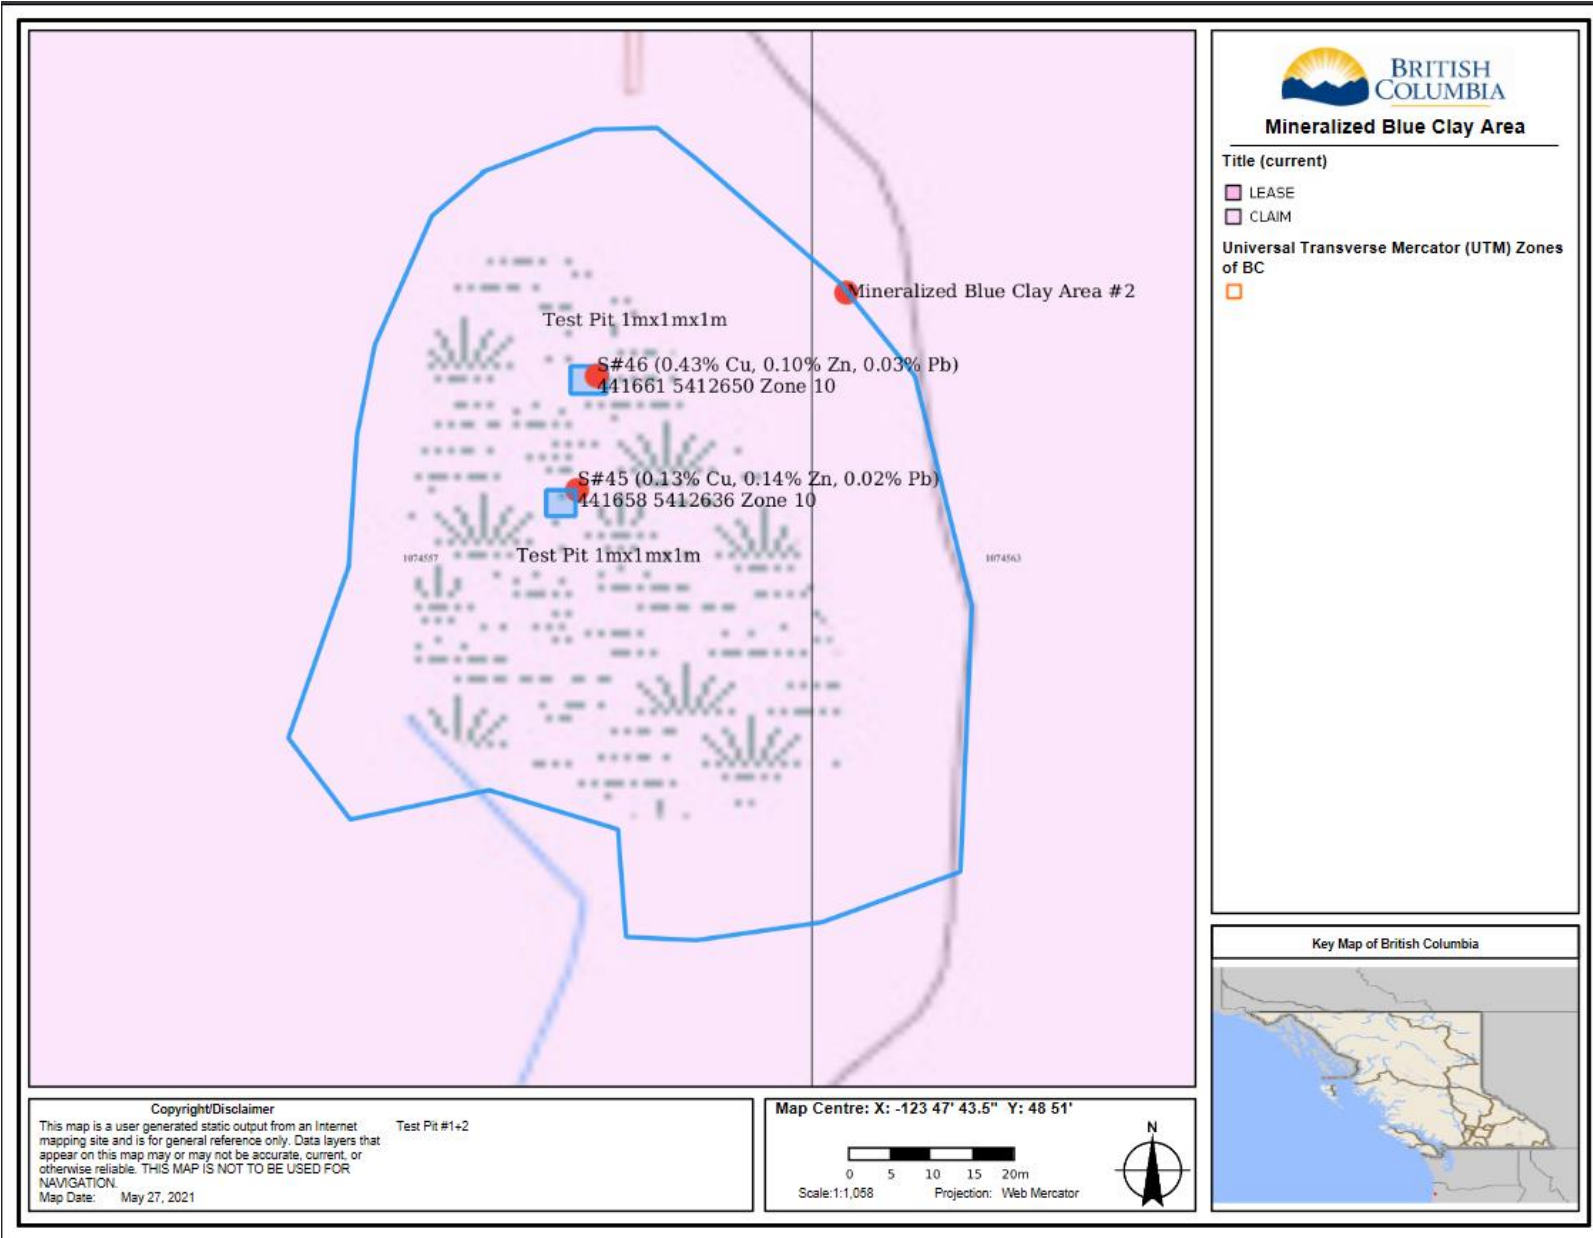 Mineralized Blue Clay Area #2
Test Pit 1mx1mx1m
S#46 (0.43% Cu, 0.10% Zn, 0.03% Pb)
441661 5412650 Zone 10
S#45 (0.13% Cu, 0.14% Zn, 0.02% Pb)
441658 5412636 Zone 10
Test Pit 1mx1mx1m
1074557
1074563
BRITISH
COLUMBIA
Mineralized Blue Clay Area
Title (current)
LEASE
CLAIM
Universal Transverse Mercator (UTM) Zones
of BC
Key Map of British Columbia
Copyright/Disclaimer
This map is a user generated static output from an Internet
mapping site and is for general reference only. Data layers that
appear on this map may or may not be accurate, current, or
otherwise reliable. THIS MAP IS NOT TO BE USED FOR
NAVIGATION.
Map Date: May 27, 2021
Test Pit #1+2
Map Centre: X: -123 47' 43.5" Y: 48 51'
0 5 10 15 20m
Scale:1:1,058 Projection: Web Mercator
N